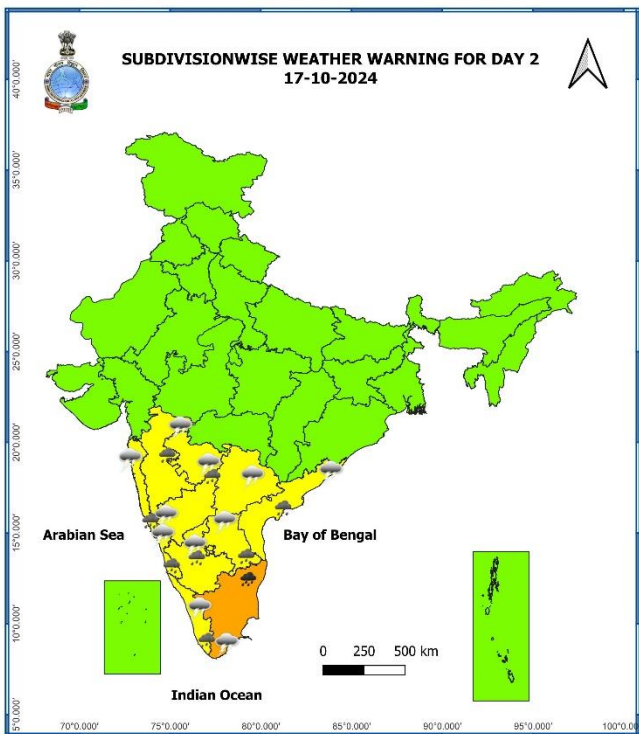 SUBDIVISIONWISE WEATHER WARNING FOR DAY 2
17-10-2024
40°0.000'
35°0.000'
30°0.000'
25°0.000'
20°0.000'
15°0.000'
10°0.000'
5°0.000'
Arabian Sea
Bay of Bengal
0 250 500 km
Indian Ocean
70°0.000' 75°0.000' 80°0.000' 85°0.000' 90°0.000' 95°0.000' 100°0.000'